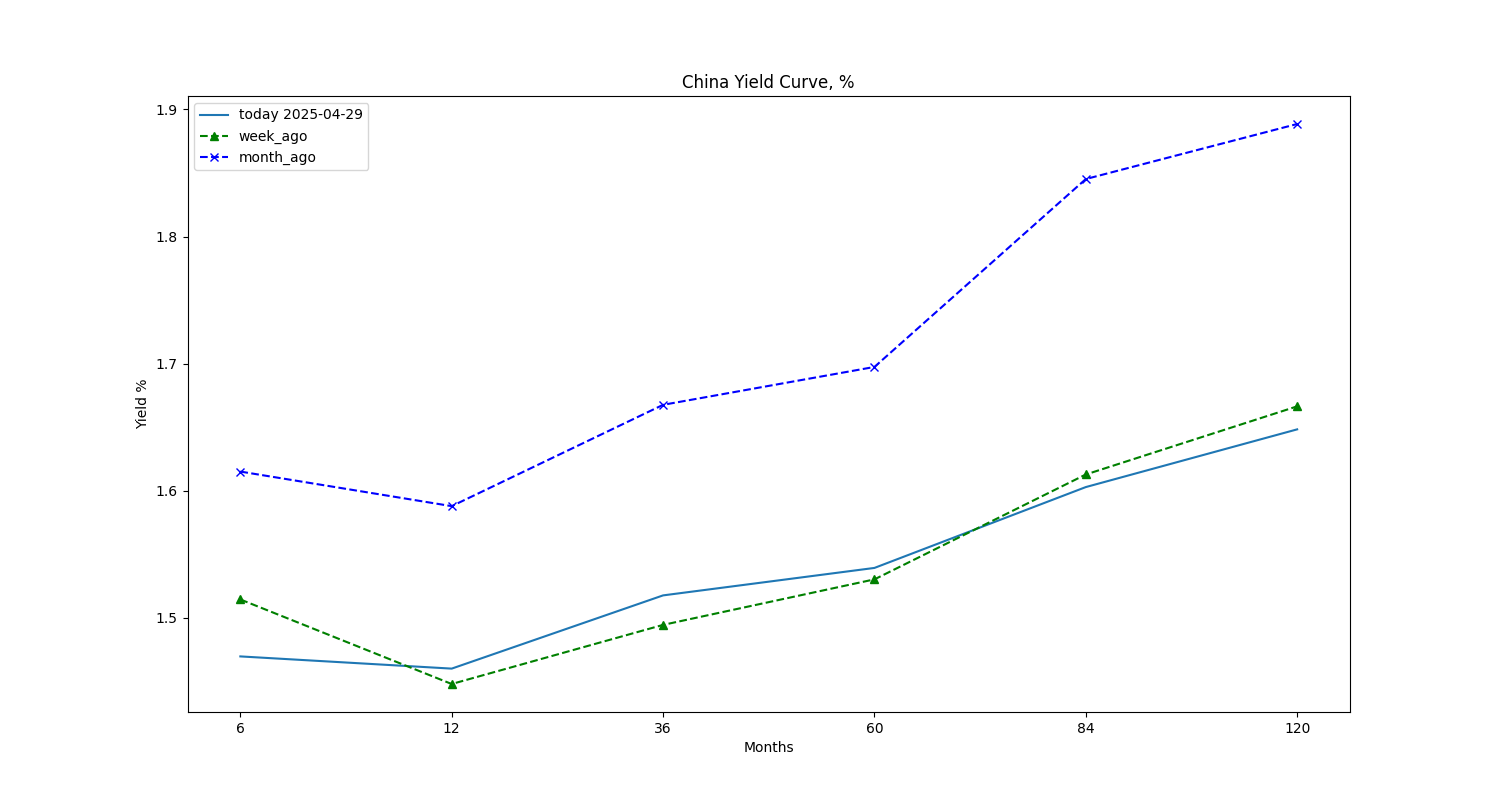 China Yield Curve, %
today 2025-04-29
week_ago
month_ago
1.9
1.8
1.7
1.6
1.5
Yield %
6 12 36 60 84 120
Months